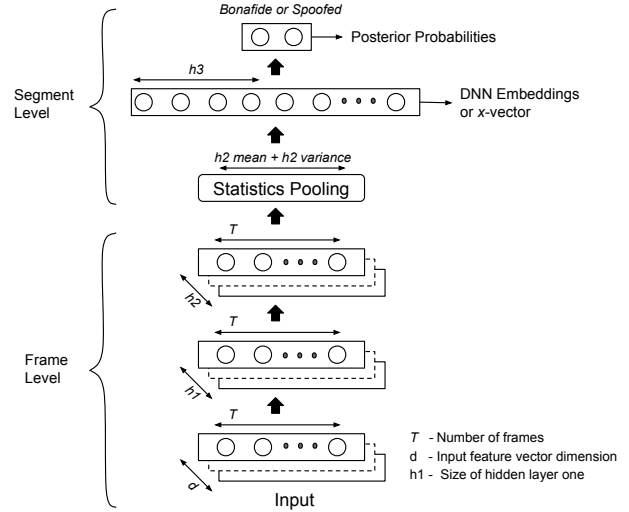 Bonafide or Spoofed
Posterior Probabilities
h3
Segment
Level
DNN Embeddings
or x-vector
h2 mean + h2 variance
Statistics Pooling
T
h2
T
Frame
Level
h1
T
T - Number of frames
d - Input feature vector dimension
h1 - Size of hidden layer one
d
Input